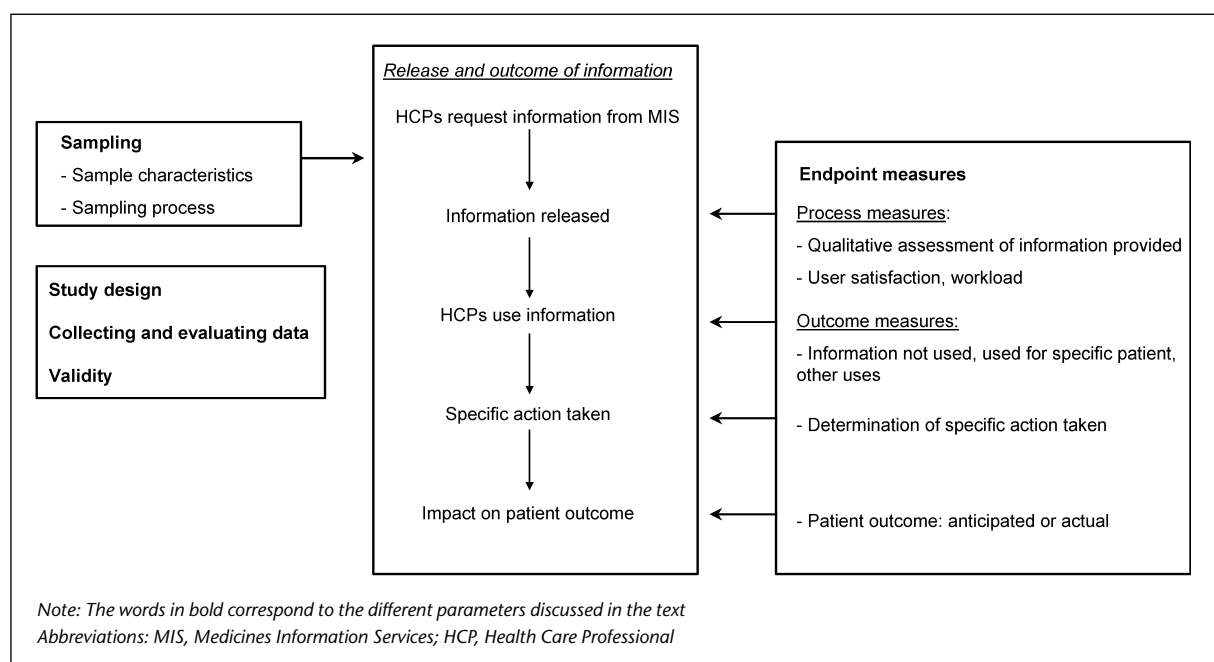 Sampling
- Sample characteristics
- Sampling process
Study design
Collecting and evaluating data
Validity
Release and outcome of information
HCPs request information from MIS
Information released
HCPs use information
Specific action taken
Impact on patient outcome
Endpoint measures
Process measures:
- Qualitative assessment of information provided
- User satisfaction, workload
Outcome measures:
- Information not used, used for specific patient,
other uses
- Determination of specific action taken
- Patient outcome: anticipated or actual
Note: The words in bold correspond to the different parameters discussed in the text
Abbreviations: MIS, Medicines Information Services; HCP, Health Care Professional